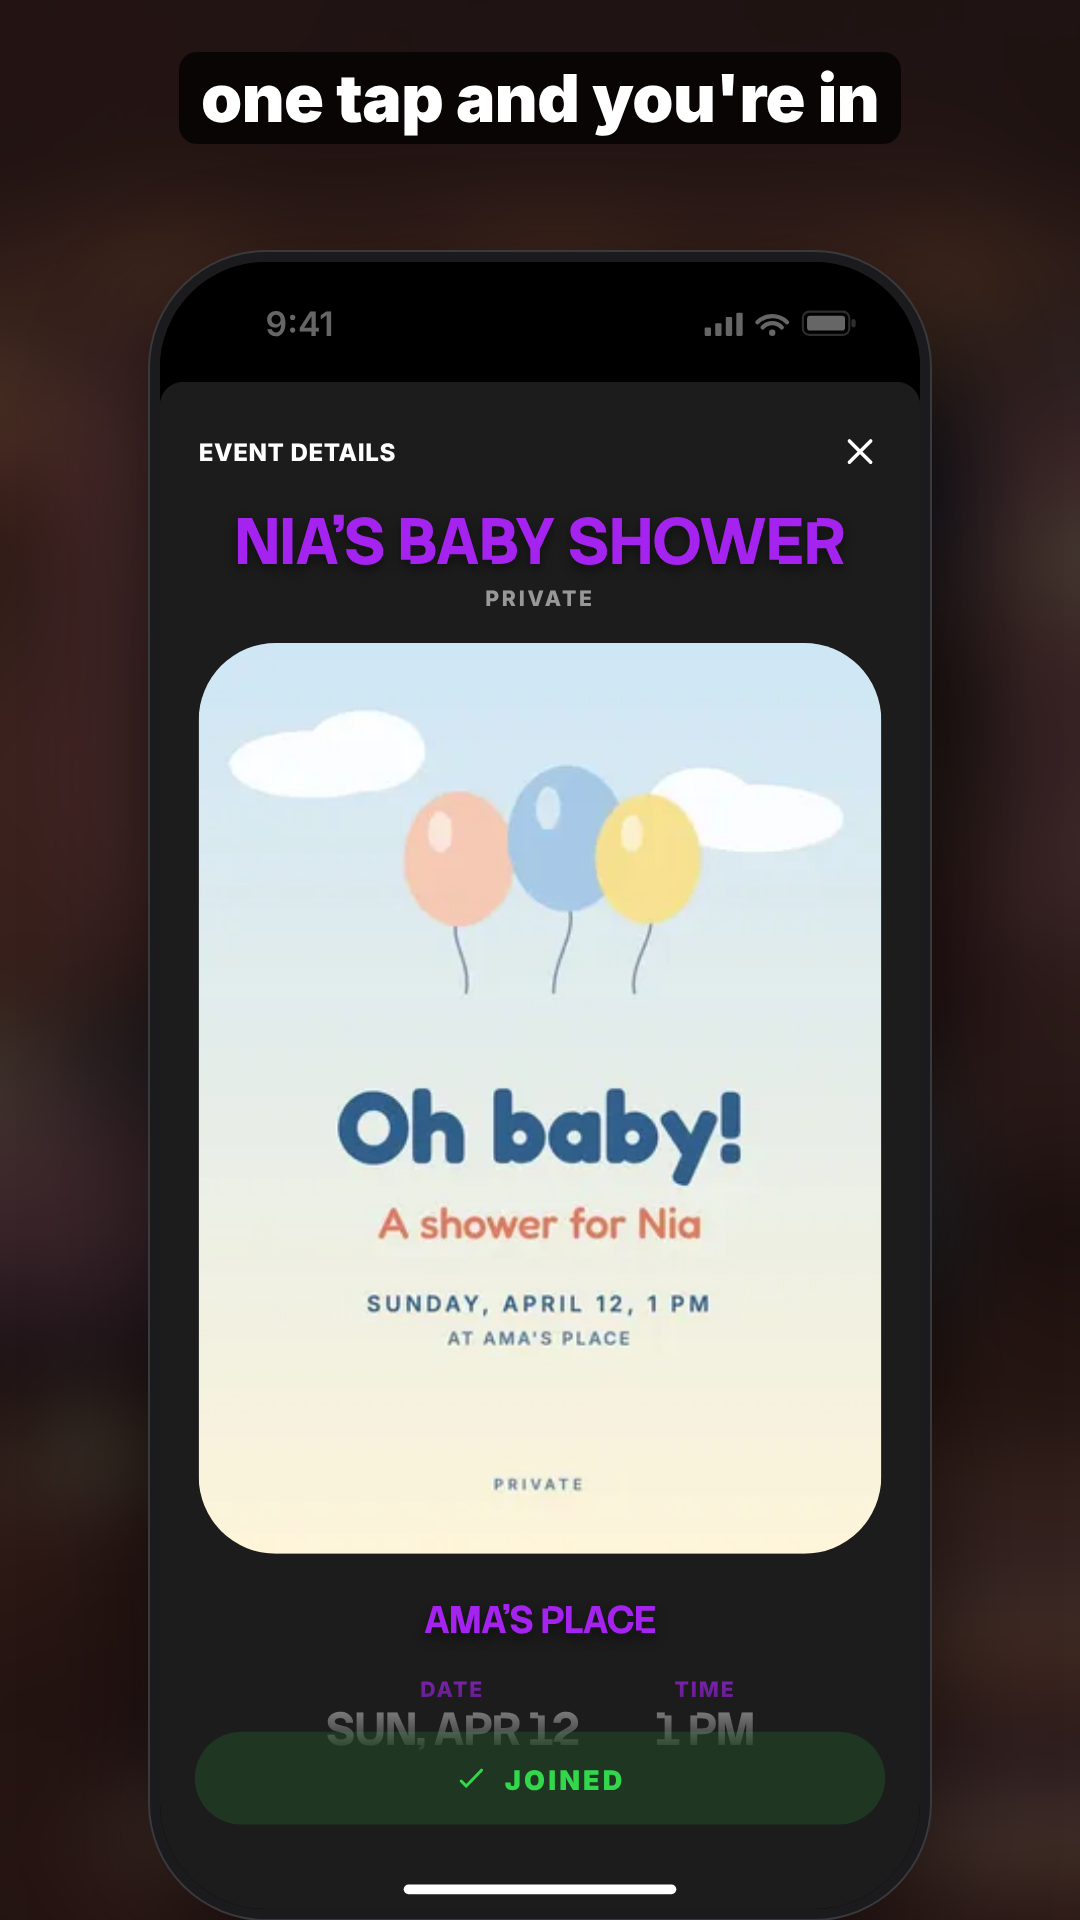 one tap and you're in
9:41
EVENT DETAILS
NIA'S BABY SHOWER
PRIVATE
Oh baby!
A shower for Nia
SUNDAY, APRIL 12, 1 PM
AT AMA'S PLACE
PRIVATE
AMA'S PLACE
DATE TIME
SUN, APR 12 1 PM
JOINED